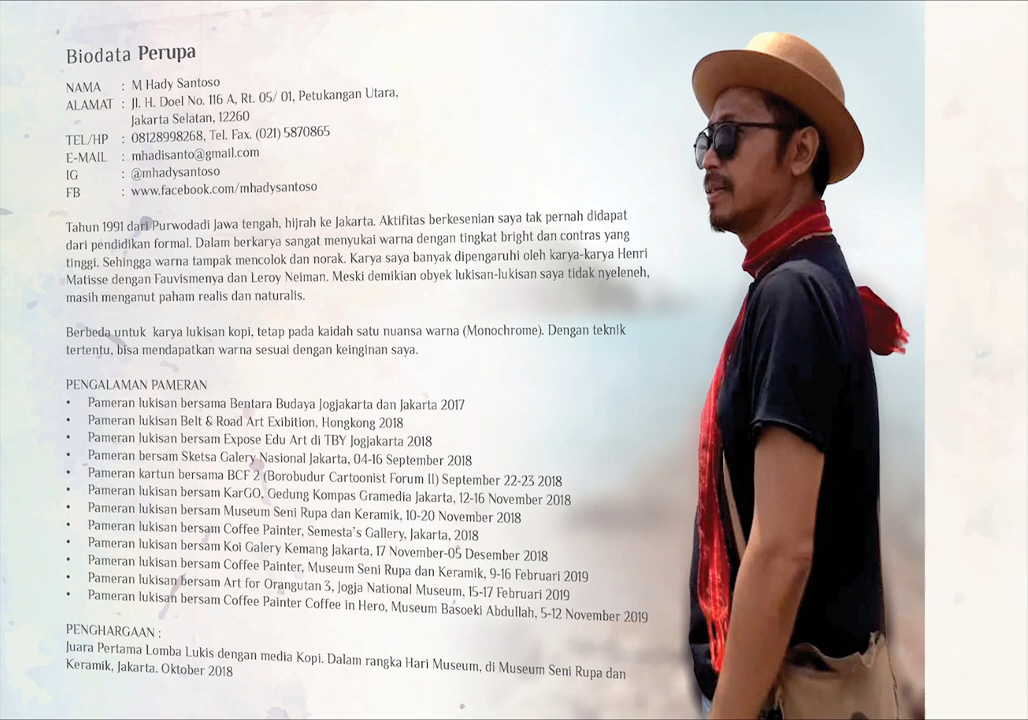 Biodata Perupa
NAMA : M Hady Santoso
ALAMAT : Jl. H. Doel No. 116 A, Rt. 05/ 01, Petukangan Utara,
Jakarta Selatan, 12260
TEL/HP : 08128998268, Tel. Fax. (021) 5870865
E-MAIL : mhadisanto@gmail.com
IG : @mhadysantoso
FB : www.facebook.com/mhadysantoso
Tahun 1991 dari Purwodadi Jawa tengah, hijrah ke Jakarta. Aktifitas berkesenian saya tak pernah didapat
dari pendidikan formal. Dalam berkarya sangat menyukai warna dengan tingkat bright dan contras yang
tinggi. Sehingga warna tampak mencolok dan norak. Karya saya banyak dipengaruhi oleh karya-karya Henri
Matisse dengan Fauvismenya dan Leroy Neiman. Meski demikian obyek lukisan-lukisan saya tidak nyeleneh,
masih menganut paham realis dan naturalis.
Berbeda untuk karya lukisan kopi, tetap pada kaidah satu nuansa warna (Monochrome). Dengan teknik
tertentu, bisa mendapatkan warna sesuai dengan keinginan saya.
PENGALAMAN PAMERAN
• Pameran lukisan bersama Bentara Budaya Jogjakarta dan Jakarta 2017
• Pameran lukisan Belt & Road Art Exibition, Hongkong 2018
• Pameran lukisan bersam Expose Edu Art di TBY Jogjakarta 2018
• Pameran bersam Sketsa Galery Nasional Jakarta, 04-16 September 2018
• Pameran kartun bersama BCF 2 (Borobudur Cartoonist Forum II) September 22-23 2018
• Pameran lukisan bersam KarGO, Gedung Kompas Gramedia Jakarta, 12-16 November 2018
• Pameran lukisan bersam Museum Seni Rupa dan Keramik, 10-20 November 2018
• Pameran lukisan bersam Coffee Painter, Semesta's Gallery, Jakarta, 2018
• Pameran lukisan bersam Koi Galery Kemang Jakarta, 17 November-05 Desember 2018
• Pameran lukisan bersam Coffee Painter, Museum Seni Rupa dan Keramik, 9-16 Februari 2019
• Pameran lukisan bersam Art for Orangutan 3, Jogja National Museum, 15-17 Februari 2019
• Pameran lukisan bersam Coffee Painter Coffee in Hero, Museum Basoeki Abdullah, 5-12 November 2019
PENGHARGAAN :
Juara Pertama Lomba Lukis dengan media Kopi. Dalam rangka Hari Museum, di Museum Seni Rupa dan
Keramik, Jakarta. Oktober 2018